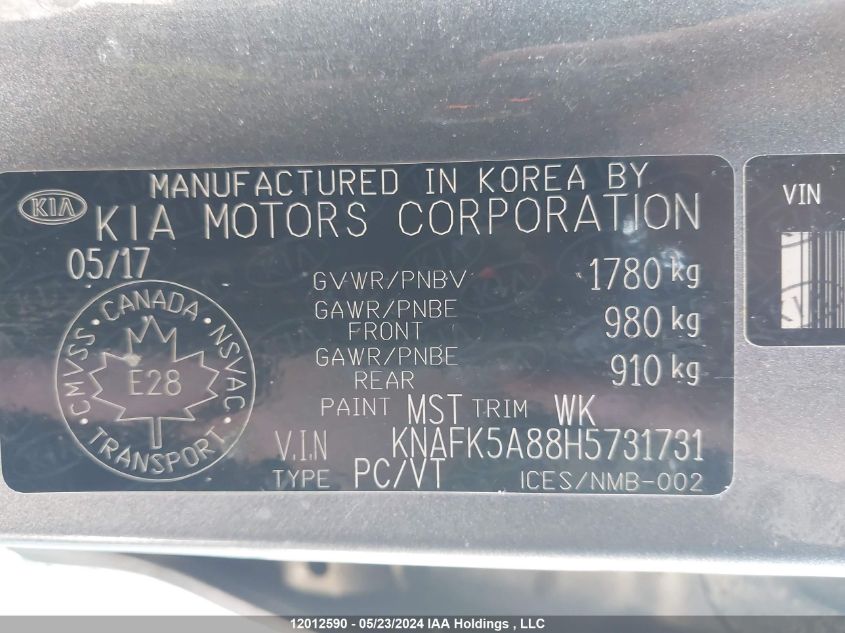 MANUFACTURED IN KOREA BY
KIA
KIA MOTORS CORPORATION
05/17
GVWR/PNBV 1780 kg
GAWR/PNBE FRONT 980 kg
GAWR/PNBE REAR 910 kg
CMVSS • CANADA • NSVAC • TRANSPORT
E28
PAINT MST TRIM WK
V.I.N KNAFK5A88H5731731
TYPE PC/VT ICES/NMB-002
VIN
12012590 - 05/23/2024 IAA Holdings , LLC